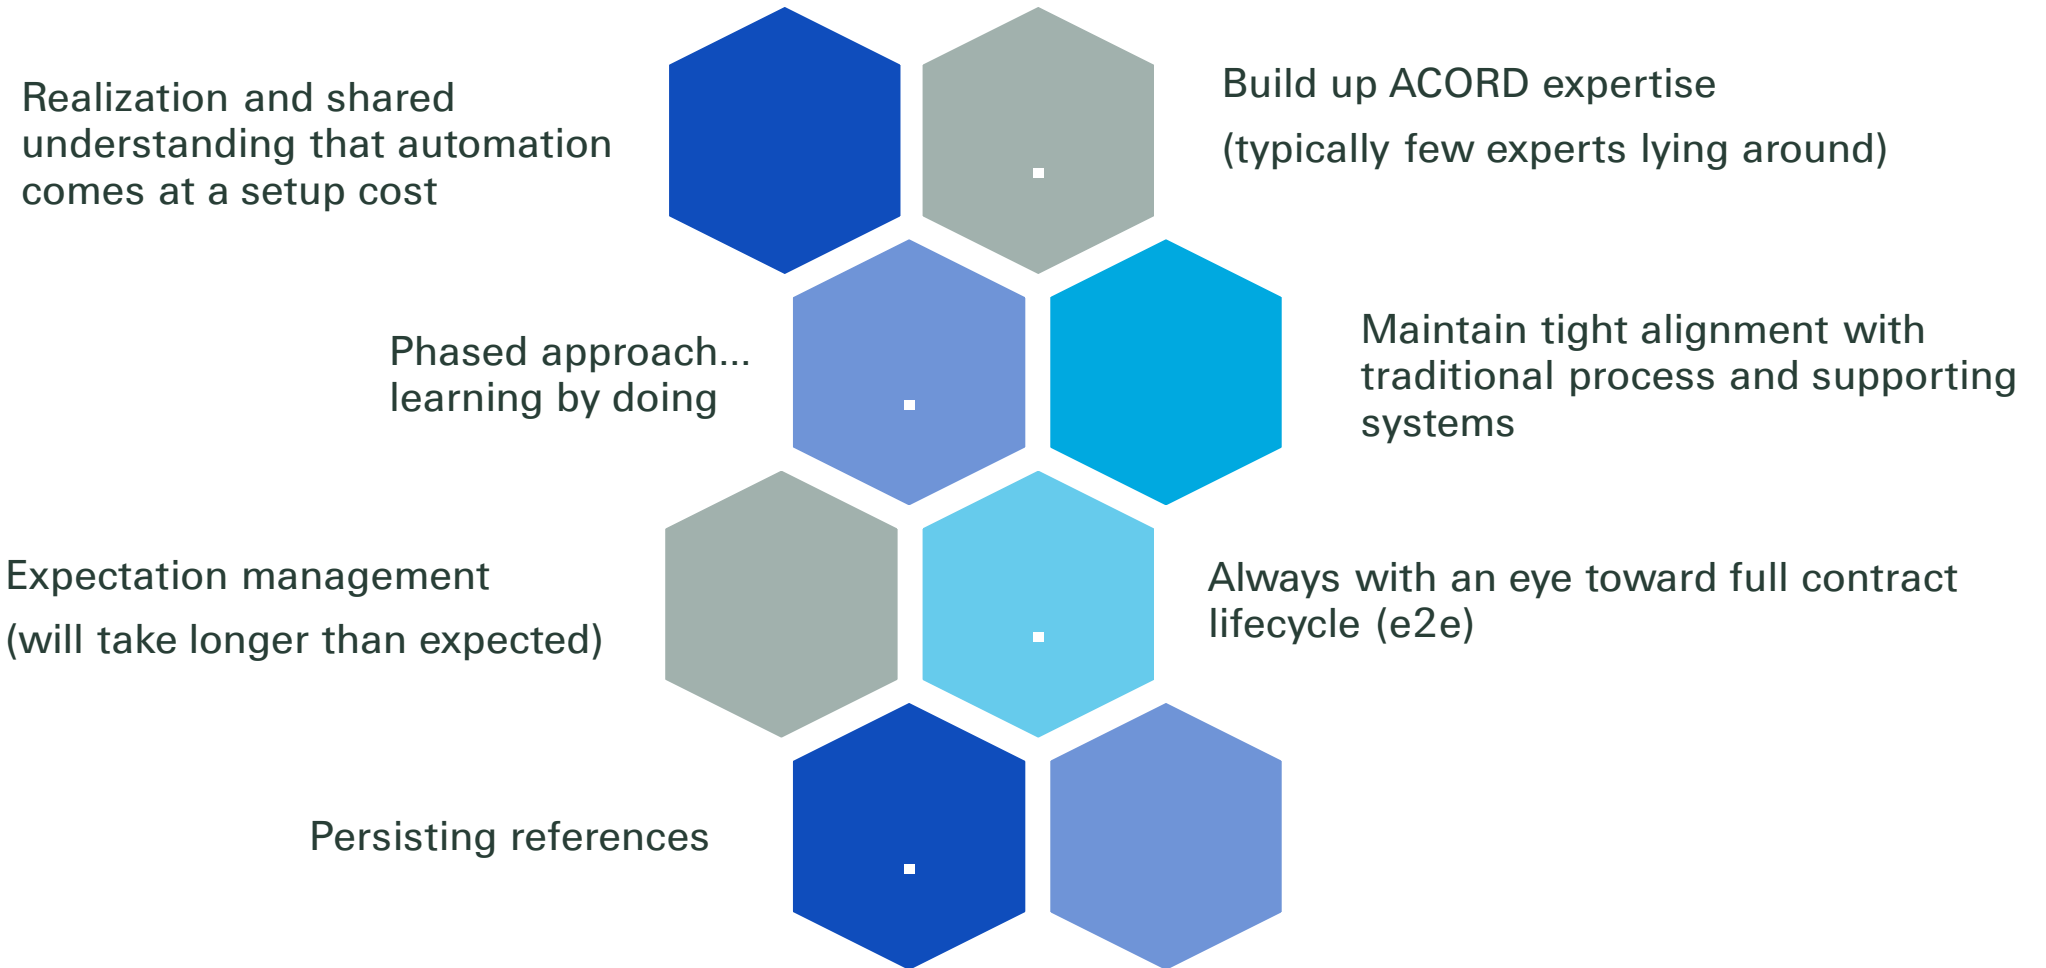 Realization and shared
understanding that automation
comes at a setup cost
Build up ACORD expertise
(typically few experts lying around)
Phased approach...
learning by doing
Maintain tight alignment with
traditional process and supporting
systems
Expectation management
(will take longer than expected)
Always with an eye toward full contract
lifecycle (e2e)
Persisting references